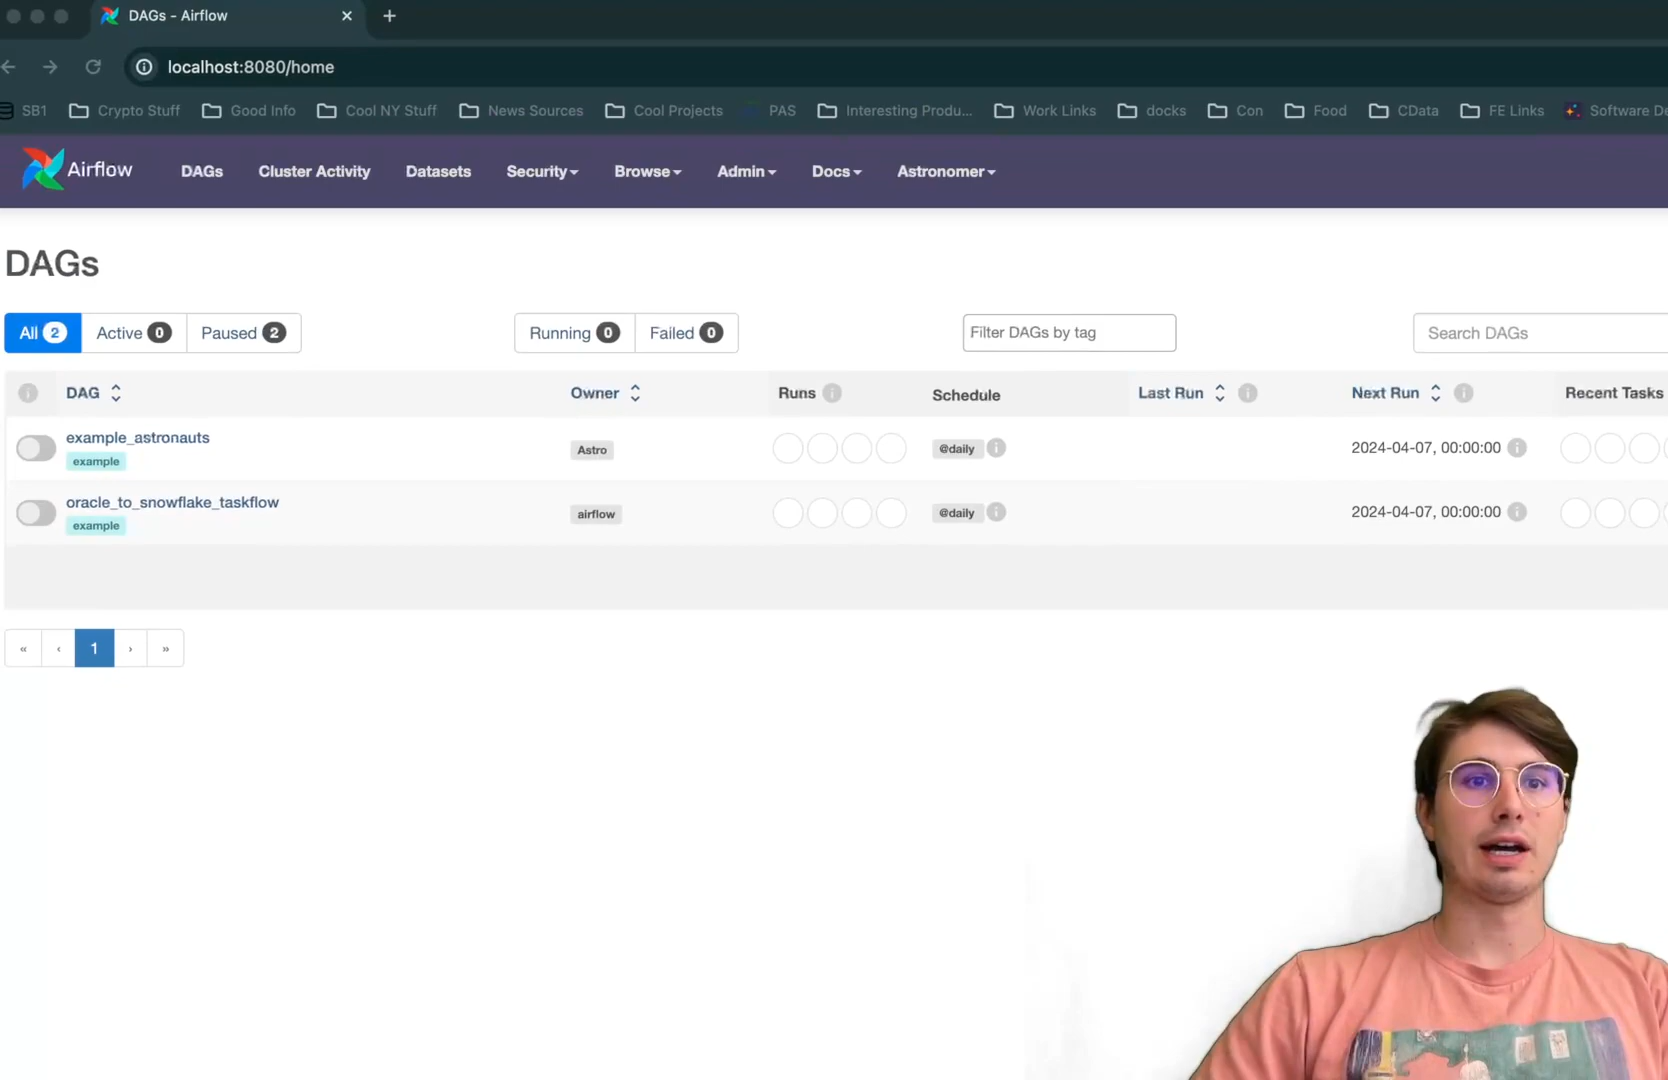 DAGs - Airflow
localhost:8080/home
SB1 Crypto Stuff Good Info Cool NY Stuff News Sources Cool Projects PAS Interesting Produ... Work Links docks Con Food CData FE Links Software De
Airflow DAGs Cluster Activity Datasets Security Browse Admin Docs Astronomer
DAGs
All 2 Active 0 Paused 2 Running 0 Failed 0 Filter DAGs by tag Search DAGs
DAG Owner Runs Schedule Last Run Next Run Recent Tasks
example_astronauts Astro @daily 2024-04-07, 00:00:00
example
oracle_to_snowflake_taskflow airflow @daily 2024-04-07, 00:00:00
example
« ‹ 1 › »